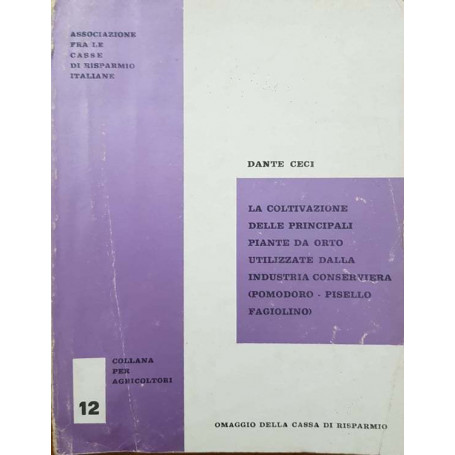 ASSOCIAZIONE
FRA LE
CASSE
DI RISPARMIO
ITALIANE
DANTE CECI
LA COLTIVAZIONE
DELLE PRINCIPALI
PIANTE DA ORTO
UTILIZZATE DALLA
INDUSTRIA CONSERVIERA
(POMODORO - PISELLO
FAGIOLINO)
COLLANA
PER
AGRICOLTORI
12
OMAGGIO DELLA CASSA DI RISPARMIO